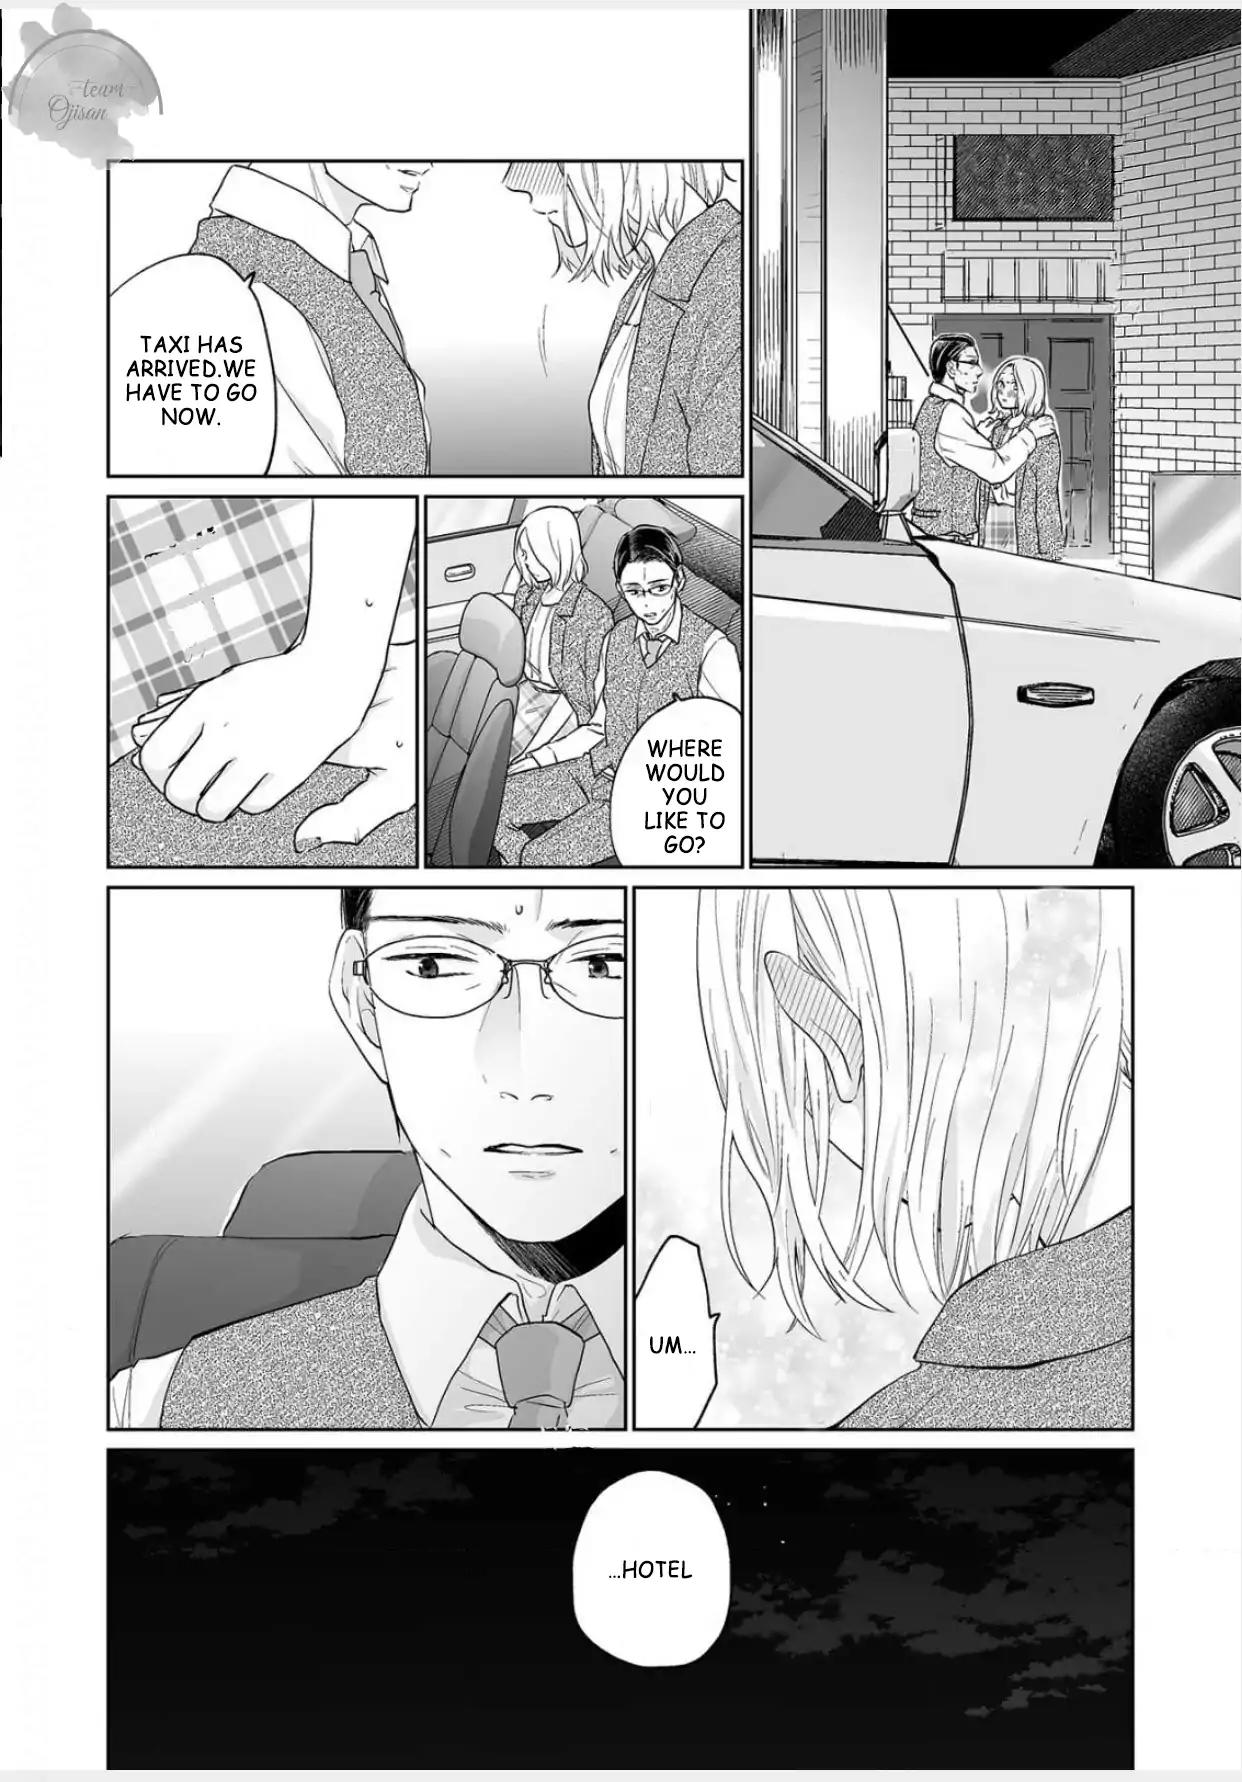 -team-
Ojisan
TAXI HAS
ARRIVED.WE
HAVE TO GO
NOW.
WHERE
WOULD
YOU
LIKE TO
GO?
UM...
...HOTEL